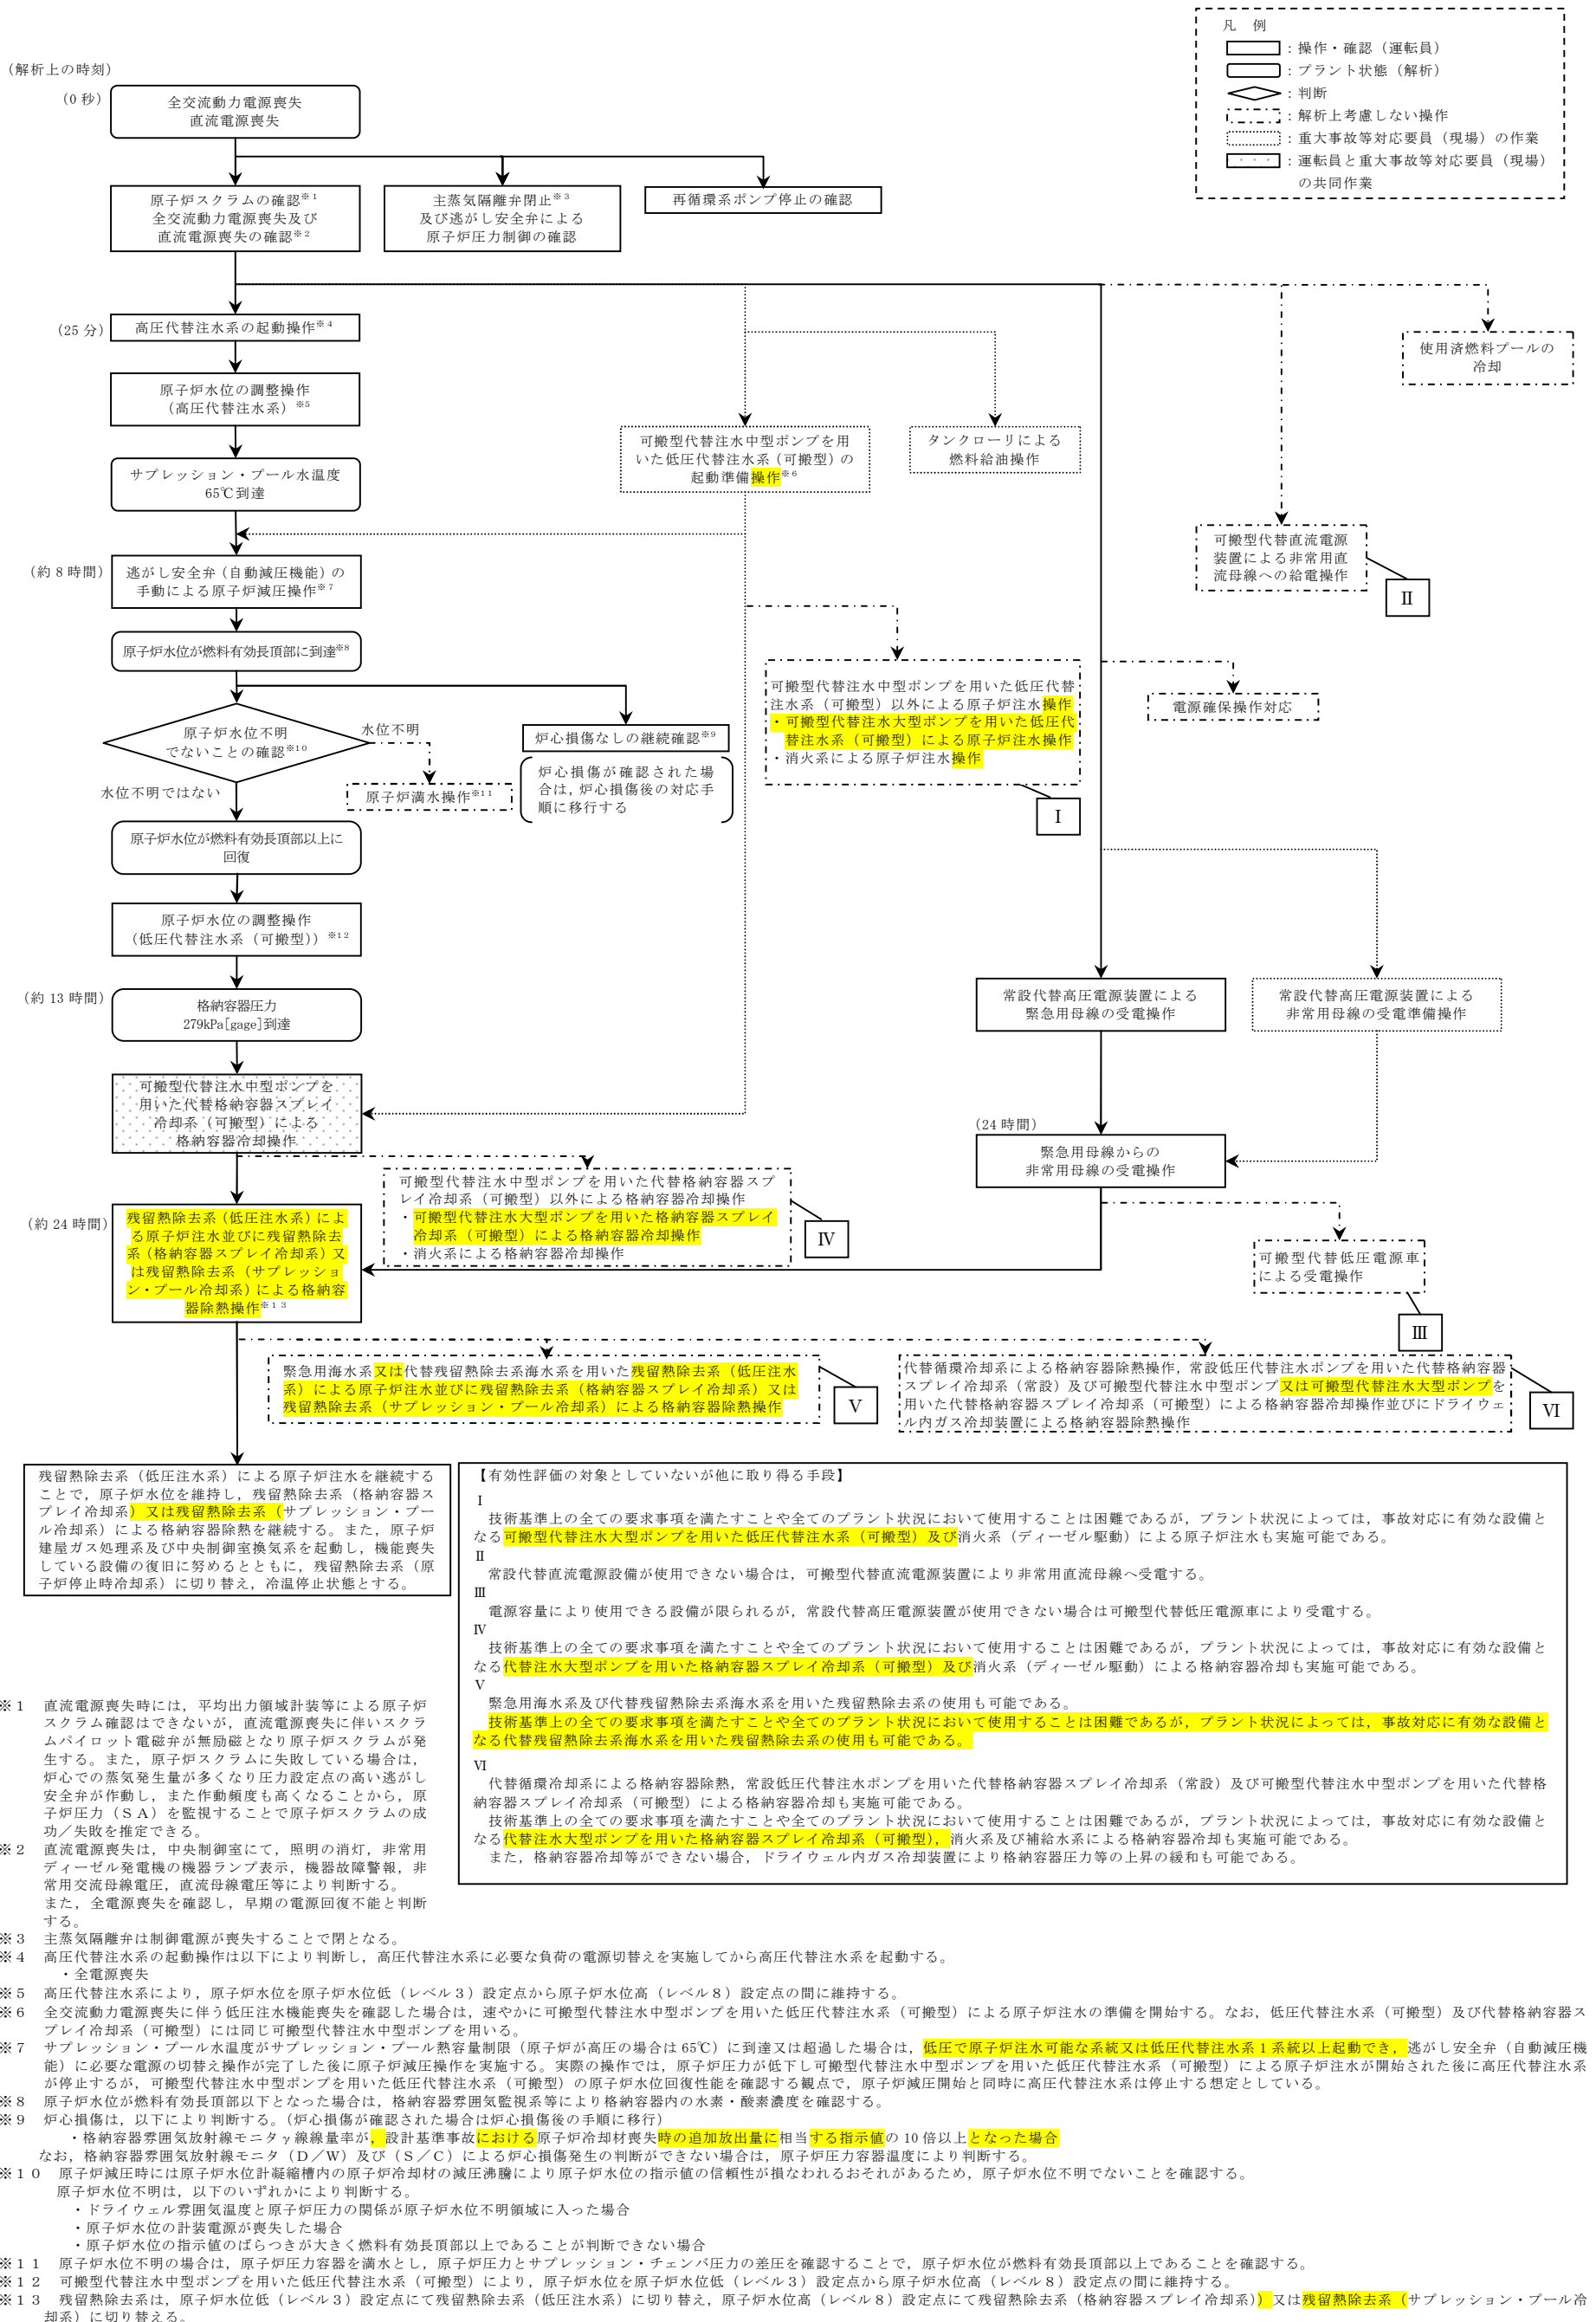 凡　例
：操作・確認（運転員）
：プラント状態（解析）
：判断
：解析上考慮しない操作
：重大事故等対応要員（現場）の作業
：運転員と重大事故等対応要員（現場）
の共同作業
（解析上の時刻）
（0 秒）
全交流動力電源喪失
直流電源喪失
原子炉スクラムの確認※1
全交流動力電源喪失及び
直流電源喪失の確認※2
主蒸気隔離弁閉止※3
及び逃がし安全弁による
原子炉圧力制御の確認
再循環系ポンプ停止の確認
（25 分）
高圧代替注水系の起動操作※4
使用済燃料プールの
冷却
原子炉水位の調整操作
（高圧代替注水系）※5
可搬型代替注水中型ポンプを用
いた低圧代替注水系（可搬型）の
起動準備操作※6
タンクローリによる
燃料給油操作
サプレッション・プール水温度
65℃到達
可搬型代替直流電源
装置による非常用直
流母線への給電操作
Ⅱ
（約 8 時間）
逃がし安全弁（自動減圧機能）の
手動による原子炉減圧操作※7
原子炉水位が燃料有効長頂部に到達※8
可搬型代替注水中型ポンプを用いた低圧代替
注水系（可搬型）以外による原子炉注水操作
・可搬型代替注水大型ポンプを用いた低圧代
替注水系（可搬型）による原子炉注水操作
・消火系による原子炉注水操作
Ⅰ
電源確保操作対応
原子炉水位不明
でないことの確認※10
水位不明
水位不明ではない
原子炉満水操作※11
炉心損傷なしの継続確認※9
炉心損傷が確認された場
合は，炉心損傷後の対応手
順に移行する
原子炉水位が燃料有効長頂部以上に
回復
原子炉水位の調整操作
（低圧代替注水系（可搬型））※12
（約 13 時間）
格納容器圧力
279kPa[gage]到達
常設代替高圧電源装置による
緊急用母線の受電操作
常設代替高圧電源装置による
非常用母線の受電準備操作
可搬型代替注水中型ポンプを
用いた代替格納容器スプレイ
冷却系（可搬型）による
格納容器冷却操作
（24 時間）
緊急用母線からの
非常用母線の受電操作
可搬型代替注水中型ポンプを用いた代替格納容器スプ
レイ冷却系（可搬型）以外による格納容器冷却操作
・可搬型代替注水大型ポンプを用いた格納容器スプレイ
冷却系（可搬型）による格納容器冷却操作
・消火系による格納容器冷却操作
Ⅳ
（約 24 時間）
残留熱除去系（低圧注水系）によ
る原子炉注水並びに残留熱除去
系（格納容器スプレイ冷却系）又
は残留熱除去系（サプレッショ
ン・プール冷却系）による格納容
器除熱操作※13
可搬型代替低圧電源車
による受電操作
Ⅲ
緊急用海水系又は代替残留熱除去系海水系を用いた残留熱除去系（低圧注水
系）による原子炉注水並びに残留熱除去系（格納容器スプレイ冷却系）又は
残留熱除去系（サプレッション・プール冷却系）による格納容器除熱操作
Ⅴ
代替循環冷却系による格納容器除熱操作，常設低圧代替注水ポンプを用いた代替格納容器
スプレイ冷却系（常設）及び可搬型代替注水中型ポンプ又は可搬型代替注水大型ポンプを
用いた代替格納容器スプレイ冷却系（可搬型）による格納容器冷却操作並びにドライウェ
ル内ガス冷却装置による格納容器除熱操作
Ⅵ
残留熱除去系（低圧注水系）による原子炉注水を継続する
ことで，原子炉水位を維持し，残留熱除去系（格納容器ス
プレイ冷却系）又は残留熱除去系（サプレッション・プー
ル冷却系）による格納容器除熱を継続する。また，原子炉
建屋ガス処理系及び中央制御室換気系を起動し，機能喪失
している設備の復旧に努めるとともに，残留熱除去系（原
子炉停止時冷却系）に切り替え，冷温停止状態とする。
【有効性評価の対象としていないが他に取り得る手段】
Ⅰ
技術基準上の全ての要求事項を満たすことや全てのプラント状況において使用することは困難であるが，プラント状況によっては，事故対応に有効な設備と
なる可搬型代替注水大型ポンプを用いた低圧代替注水系（可搬型）及び消火系（ディーゼル駆動）による原子炉注水も実施可能である。
Ⅱ
常設代替直流電源設備が使用できない場合は，可搬型代替直流電源装置により非常用直流母線へ受電する。
Ⅲ
電源容量により使用できる設備が限られるが，常設代替高圧電源装置が使用できない場合は可搬型代替低圧電源車により受電する。
Ⅳ
技術基準上の全ての要求事項を満たすことや全てのプラント状況において使用することは困難であるが，プラント状況によっては，事故対応に有効な設備と
なる代替注水大型ポンプを用いた格納容器スプレイ冷却系（可搬型）及び消火系（ディーゼル駆動）による格納容器冷却も実施可能である。
Ⅴ
緊急用海水系及び代替残留熱除去系海水系を用いた残留熱除去系の使用も可能である。
技術基準上の全ての要求事項を満たすことや全てのプラント状況において使用することは困難であるが，プラント状況によっては，事故対応に有効な設備と
なる代替残留熱除去系海水系を用いた残留熱除去系の使用も可能である。
Ⅵ
代替循環冷却系による格納容器除熱，常設低圧代替注水ポンプを用いた代替格納容器スプレイ冷却系（常設）及び可搬型代替注水中型ポンプを用いた代替格
納容器スプレイ冷却系（可搬型）による格納容器冷却も実施可能である。
技術基準上の全ての要求事項を満たすことや全てのプラント状況において使用することは困難であるが，プラント状況によっては，事故対応に有効な設備と
なる代替注水大型ポンプを用いた格納容器スプレイ冷却系（可搬型），消火系及び補給水系による格納容器冷却も実施可能である。
また，格納容器冷却等ができない場合，ドライウェル内ガス冷却装置により格納容器圧力等の上昇の緩和も可能である。
※１　直流電源喪失時には，平均出力領域計装等による原子炉
スクラム確認はできないが，直流電源喪失に伴いスクラ
ムパイロット電磁弁が無励磁となり原子炉スクラムが発
生する。また，原子炉スクラムに失敗している場合は，
炉心での蒸気発生量が多くなり圧力設定点の高い逃がし
安全弁が作動し，また作動頻度も高くなることから，原
子炉圧力（ＳＡ）を監視することで原子炉スクラムの成
功／失敗を推定できる。
※２　直流電源喪失は，中央制御室にて，照明の消灯，非常用
ディーゼル発電機の機器ランプ表示，機器故障警報，非
常用交流母線電圧，直流母線電圧等により判断する。
また，全電源喪失を確認し，早期の電源回復不能と判断
する。
※３　主蒸気隔離弁は制御電源が喪失することで閉となる。
※４　高圧代替注水系の起動操作は以下により判断し，高圧代替注水系に必要な負荷の電源切替えを実施してから高圧代替注水系を起動する。
・全電源喪失
※５　高圧代替注水系により，原子炉水位を原子炉水位低（レベル３）設定点から原子炉水位高（レベル８）設定点の間に維持する。
※６　全交流動力電源喪失に伴う低圧注水機能喪失を確認した場合は，速やかに可搬型代替注水中型ポンプを用いた低圧代替注水系（可搬型）による原子炉注水の準備を開始する。なお，低圧代替注水系（可搬型）及び代替格納容器ス
プレイ冷却系（可搬型）には同じ可搬型代替注水中型ポンプを用いる。
※７　サプレッション・プール水温度がサプレッション・プール熱容量制限（原子炉が高圧の場合は 65℃）に到達又は超過した場合は，低圧で原子炉注水可能な系統又は低圧代替注水系１系統以上起動でき，逃がし安全弁（自動減圧機
能）に必要な電源の切替え操作が完了した後に原子炉減圧操作を実施する。実際の操作では，原子炉圧力が低下し可搬型代替注水中型ポンプを用いた低圧代替注水系（可搬型）による原子炉注水が開始された後に高圧代替注水系
が停止するが，可搬型代替注水中型ポンプを用いた低圧代替注水系（可搬型）の原子炉水位回復性能を確認する観点で，原子炉減圧開始と同時に高圧代替注水系は停止する想定としている。
※８　原子炉水位が燃料有効長頂部以下となった場合は，格納容器雰囲気監視系等により格納容器内の水素・酸素濃度を確認する。
※９　炉心損傷は，以下により判断する。（炉心損傷が確認された場合は炉心損傷後の手順に移行）
・格納容器雰囲気放射線モニタγ線線量率が，設計基準事故における原子炉冷却材喪失時の追加放出量に相当する指示値の 10 倍以上となった場合
なお，格納容器雰囲気放射線モニタ（Ｄ／Ｗ）及び（Ｓ／Ｃ）による炉心損傷発生の判断ができない場合は，原子炉圧力容器温度により判断する。
※１０　原子炉減圧時には原子炉水位計凝縮槽内の原子炉冷却材の減圧沸騰により原子炉水位の指示値の信頼性が損なわれるおそれがあるため，原子炉水位不明でないことを確認する。
原子炉水位不明は，以下のいずれかにより判断する。
・ドライウェル雰囲気温度と原子炉圧力の関係が原子炉水位不明領域に入った場合
・原子炉水位の計装電源が喪失した場合
・原子炉水位の指示値のばらつきが大きく燃料有効長頂部以上であることが判断できない場合
※１１　原子炉水位不明の場合は，原子炉圧力容器を満水とし，原子炉圧力とサプレッション・チェンバ圧力の差圧を確認することで，原子炉水位が燃料有効長頂部以上であることを確認する。
※１２　可搬型代替注水中型ポンプを用いた低圧代替注水系（可搬型）により，原子炉水位を原子炉水位低（レベル３）設定点から原子炉水位高（レベル８）設定点の間に維持する。
※１３　残留熱除去系は，原子炉水位低（レベル３）設定点にて残留熱除去系（低圧注水系）に切り替え，原子炉水位高（レベル８）設定点にて残留熱除去系（格納容器スプレイ冷却系)）又は残留熱除去系（サプレッション・プール冷
却系）に切り替える。